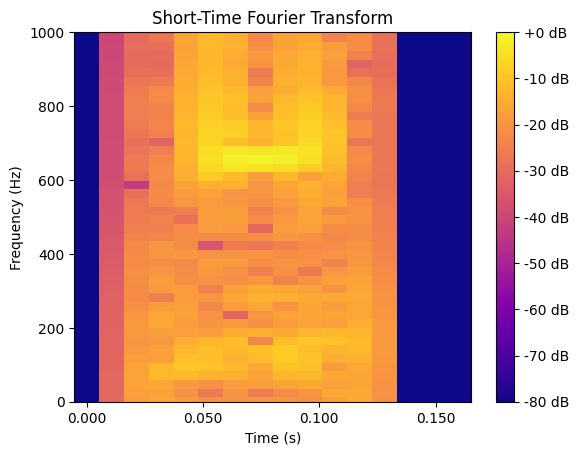 Short-Time Fourier Transform
1000
800
600
400
200
0
Frequency (Hz)
0.000
0.050
0.100
0.150
Time (s)
+0 dB
-10 dB
-20 dB
-30 dB
-40 dB
-50 dB
-60 dB
-70 dB
-80 dB